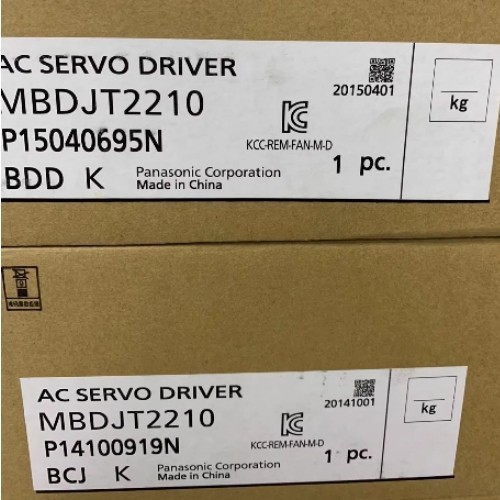 AC SERVO DRIVER
MBDJT2210
20150401
kg
P15040695N
KCC-REM-FAN-M-D
BDD K
Panasonic Corporation
Made in China
1 pc.
AC SERVO DRIVER
MBDJT2210
20141001
kg
P14100919N
KCC-REM-FAN-M-D
BCJ K
Panasonic Corporation
Made in China
1 pc.